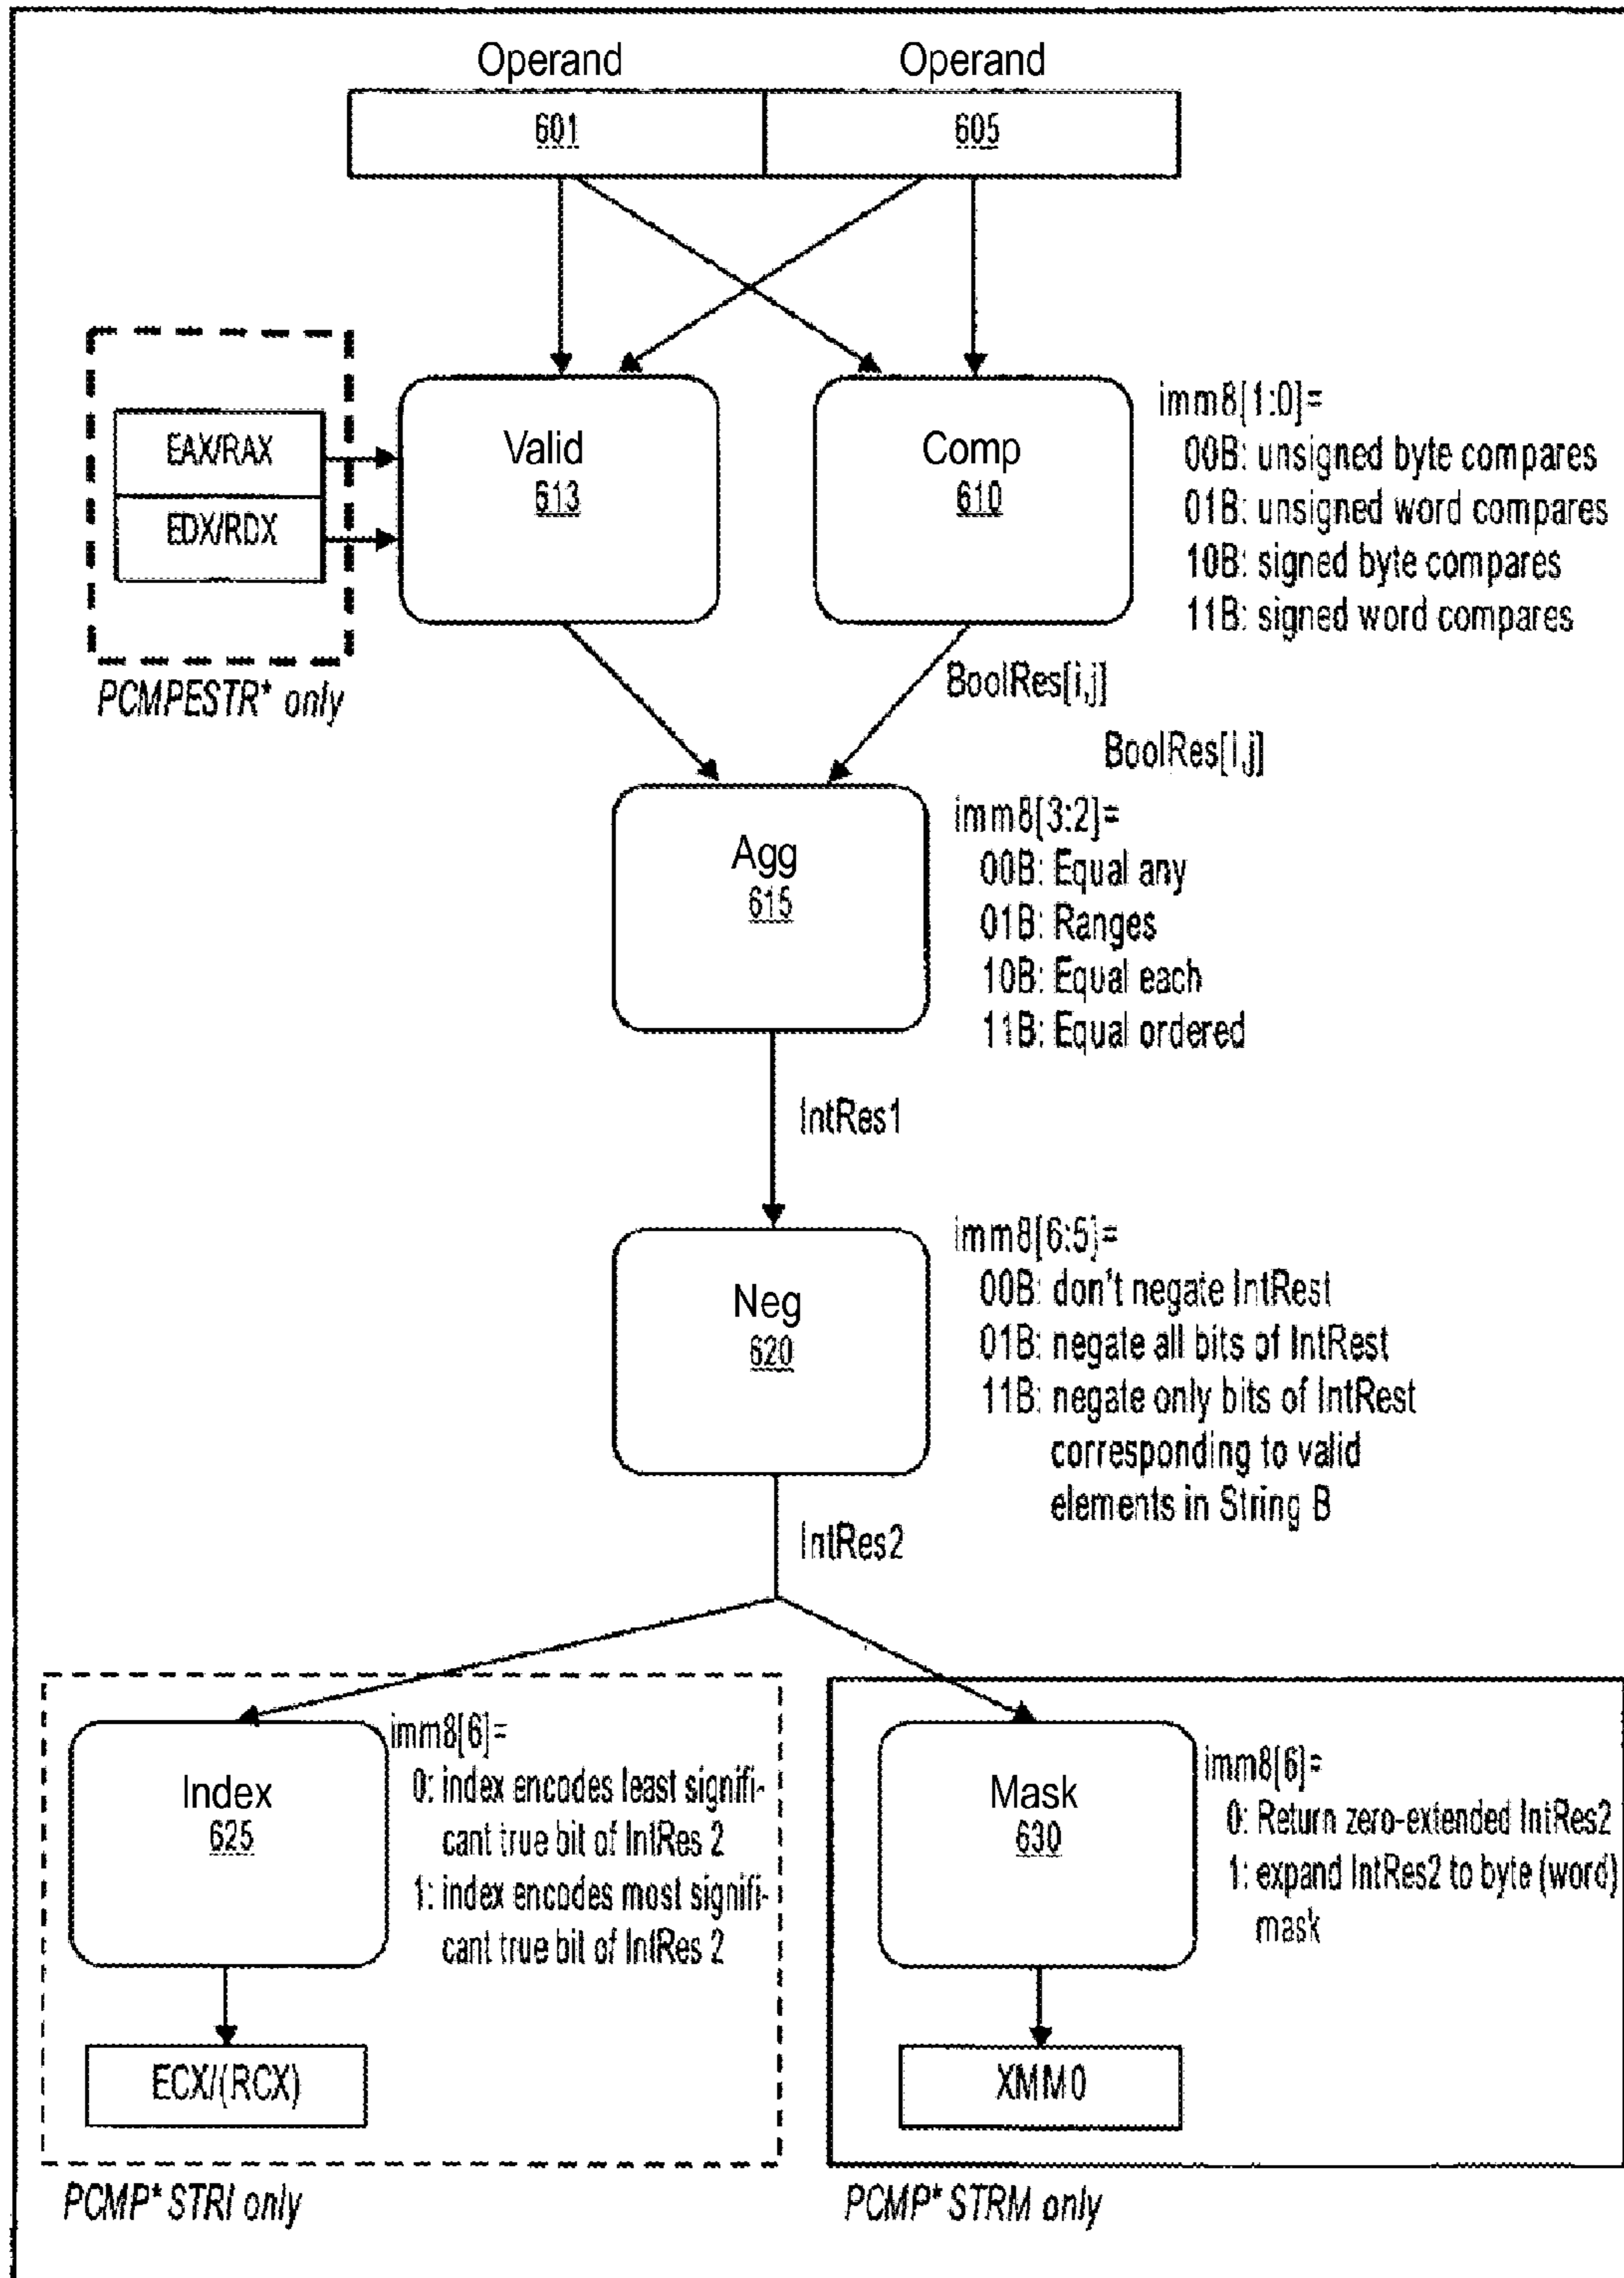 Operand Operand
601 605
EAX/RAX
EDX/RDX
PCMPESTR* only
Valid
613
Comp
610
imm8[1:0]=
00B: unsigned byte compares
01B: unsigned word compares
10B: signed byte compares
11B: signed word compares
BoolRes[i,j]
BoolRes[i,j]
Agg
615
imm8[3:2]=
00B: Equal any
01B: Ranges
10B: Equal each
11B: Equal ordered
IntRes1
Neg
620
imm8[6:5]=
00B: don't negate IntRest
01B: negate all bits of IntRest
11B: negate only bits of IntRest
corresponding to valid
elements in String B
IntRes2
Index
625
imm8[6]=
0: index encodes least signifi-
cant true bit of IntRes 2
1: index encodes most signifi-
cant true bit of IntRes 2
ECX/(RCX)
PCMP*STRI only
Mask
630
imm8[6]=
0: Return zero-extended IntRes2
1: expand IntRes2 to byte (word)
mask
XMM0
PCMP*STRM only